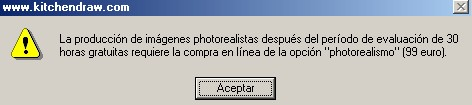 www.kitchendraw.com
La producción de imágenes photorealistas después del período de evaluación de 30
horas gratuitas requiere la compra en línea de la opción "photorealismo" (99 euro).
Aceptar